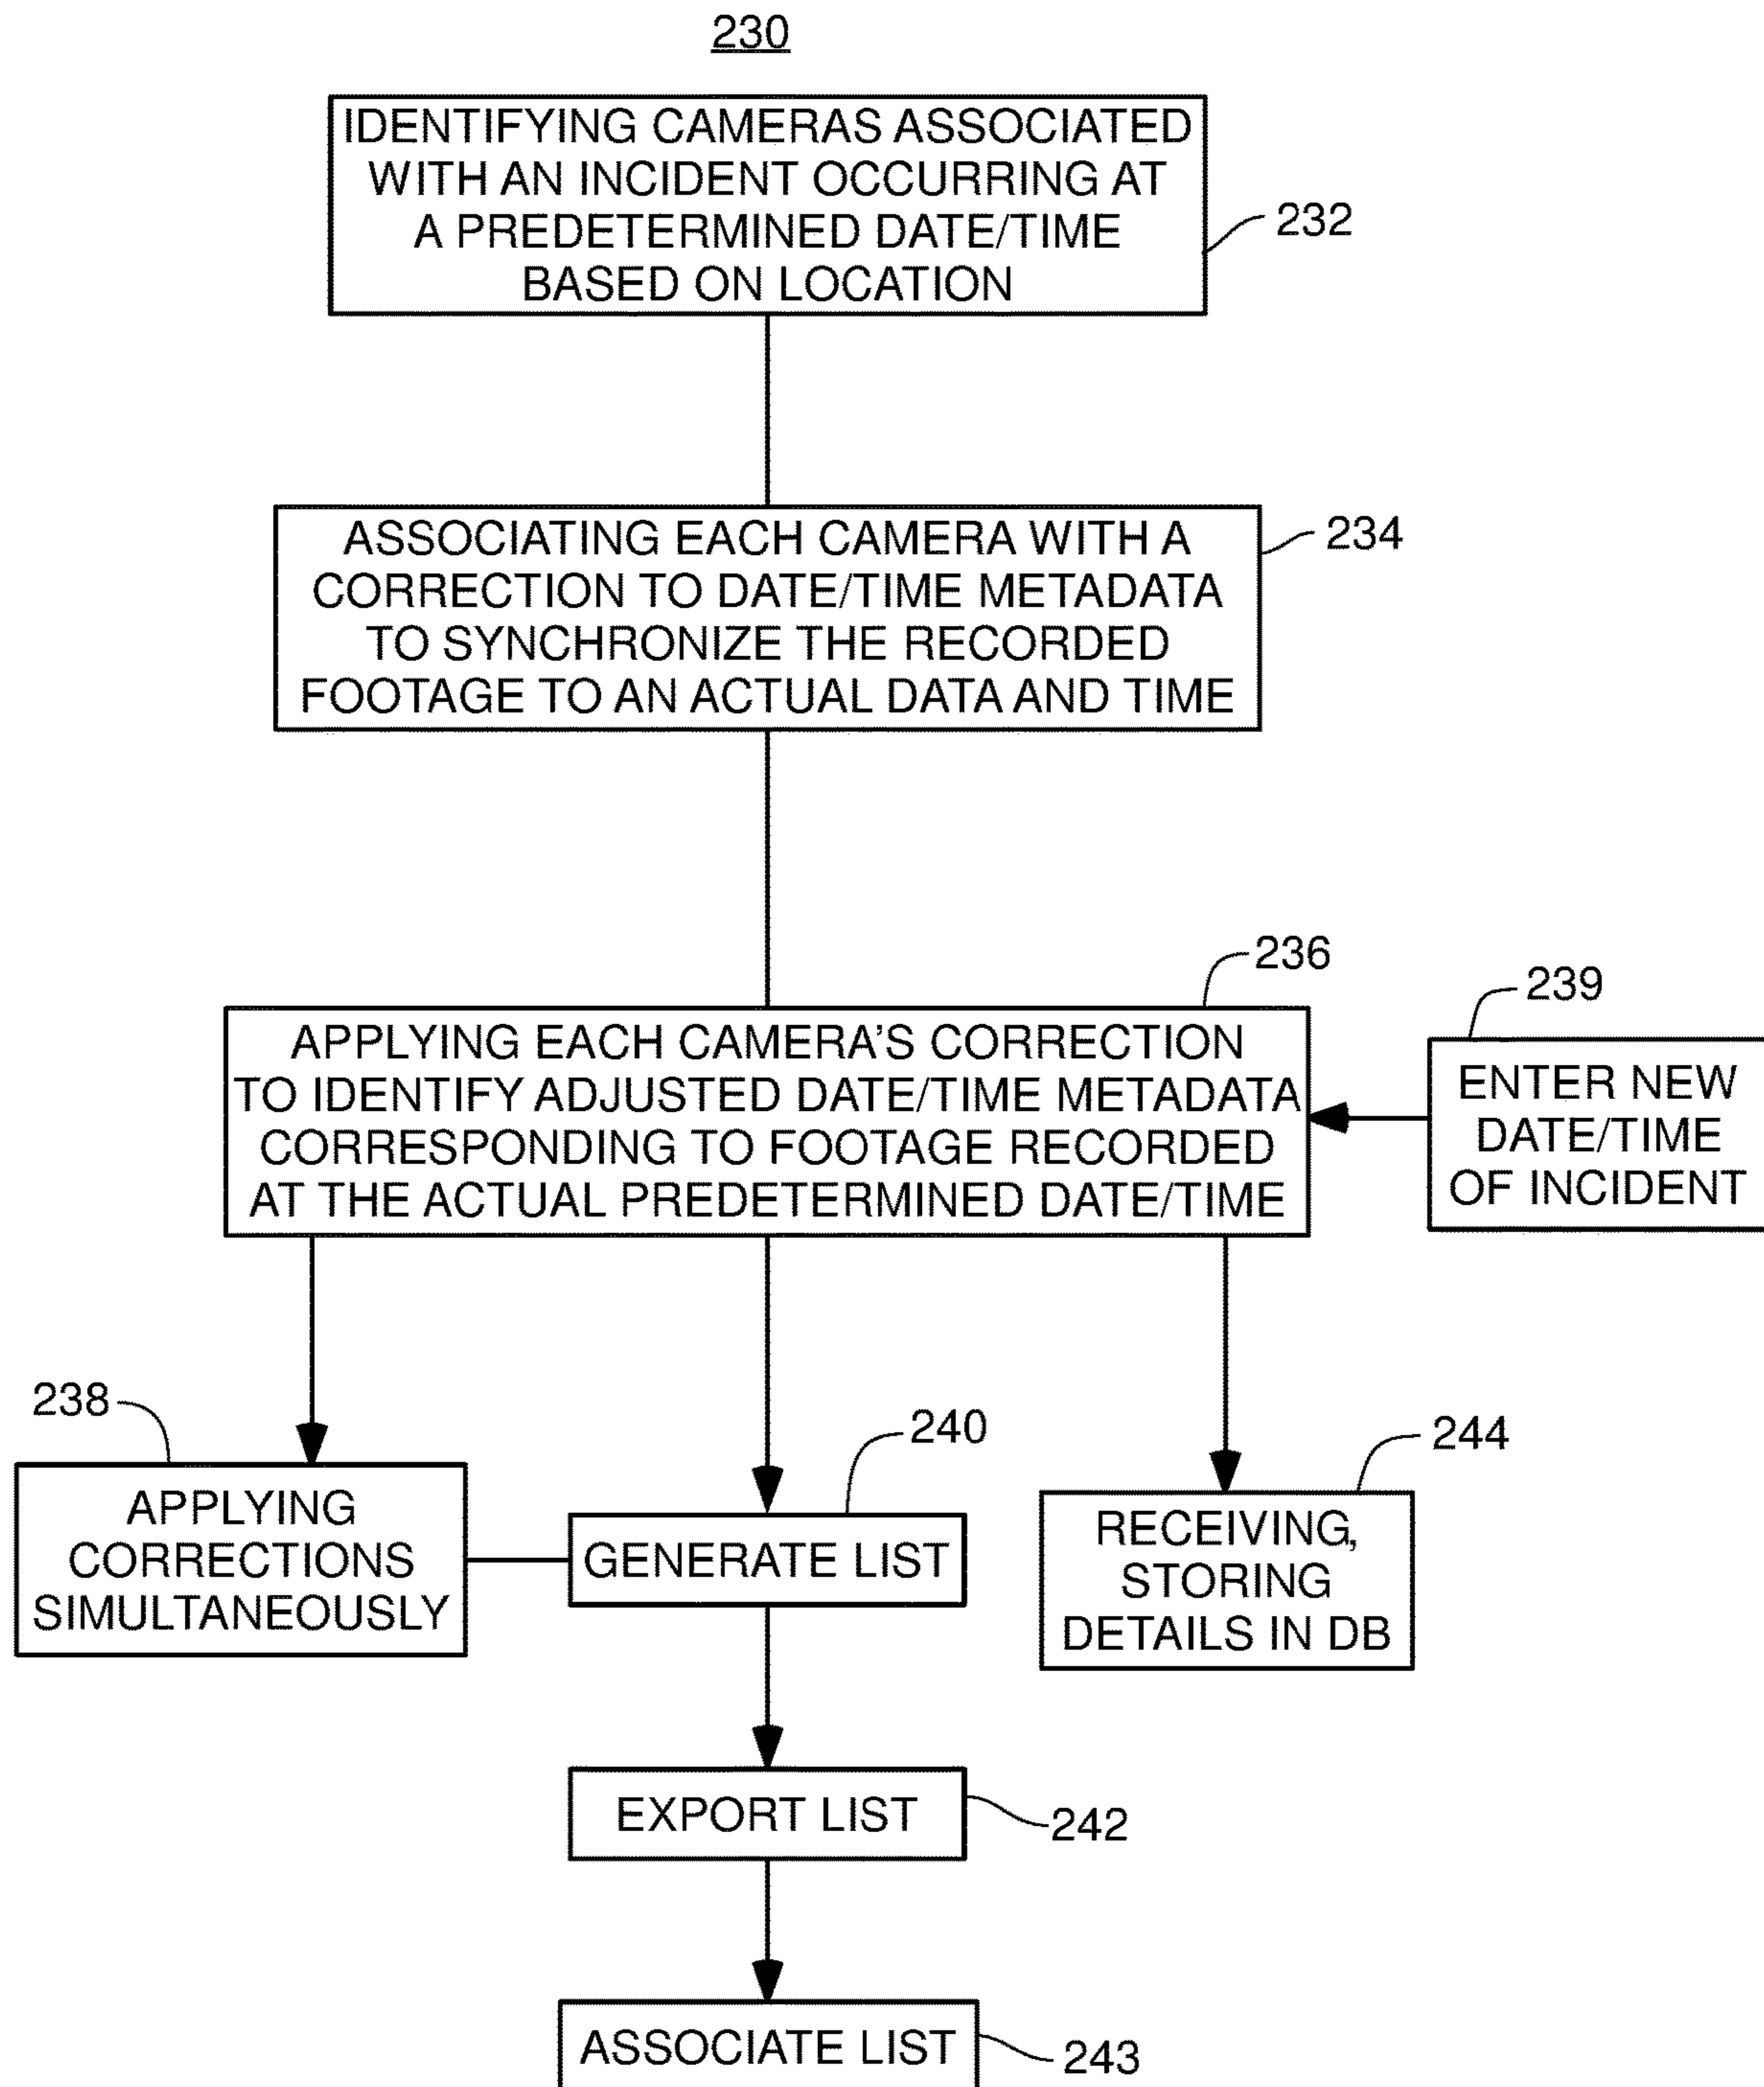 230
IDENTIFYING CAMERAS ASSOCIATED
WITH AN INCIDENT OCCURRING AT
A PREDETERMINED DATE/TIME
BASED ON LOCATION
232
ASSOCIATING EACH CAMERA WITH A
CORRECTION TO DATE/TIME METADATA
TO SYNCHRONIZE THE RECORDED
FOOTAGE TO AN ACTUAL DATA AND TIME
234
236
APPLYING EACH CAMERA'S CORRECTION
TO IDENTIFY ADJUSTED DATE/TIME METADATA
CORRESPONDING TO FOOTAGE RECORDED
AT THE ACTUAL PREDETERMINED DATE/TIME
239
ENTER NEW
DATE/TIME
OF INCIDENT
238
APPLYING
CORRECTIONS
SIMULTANEOUSLY
240
GENERATE LIST
244
RECEIVING,
STORING
DETAILS IN DB
EXPORT LIST
242
ASSOCIATE LIST
243